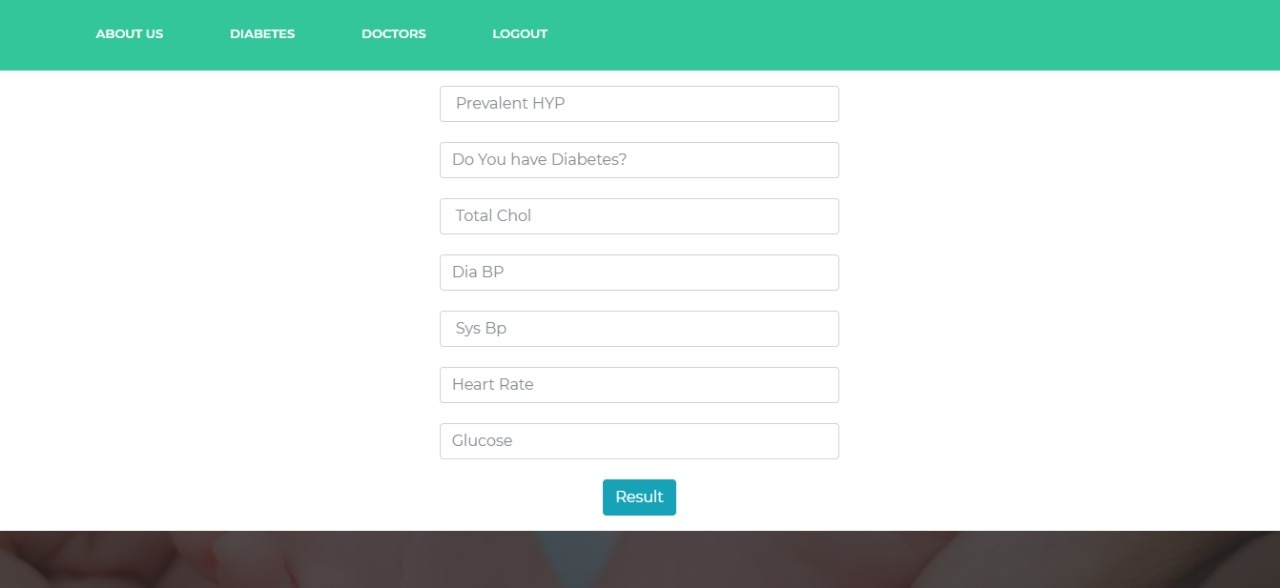 ABOUT US DIABETES DOCTORS LOGOUT
Prevalent HYP
Do You have Diabetes?
Total Chol
Dia BP
Sys Bp
Heart Rate
Glucose
Result